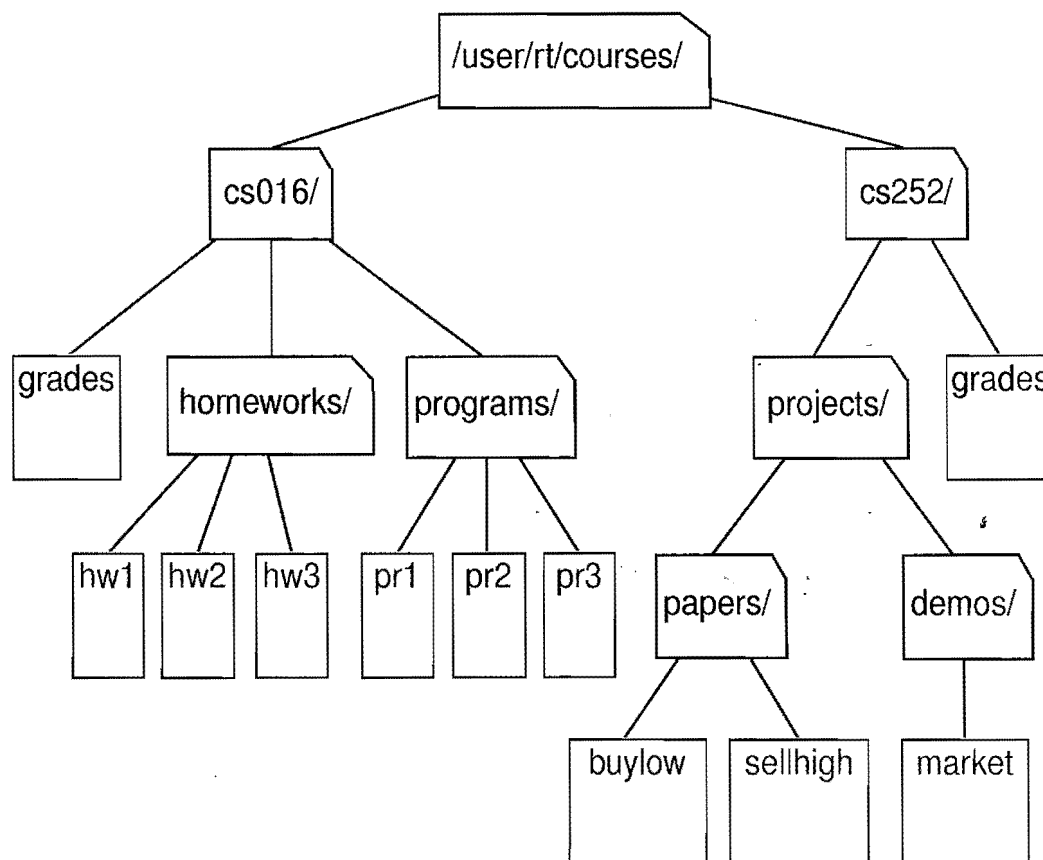 /user/rt/courses/
cs016/
cs252/
grades
homeworks/
programs/
projects/
grades
hw1
hw2
hw3
pr1
pr2
pr3
papers/
demos/
buylow
sellhigh
market